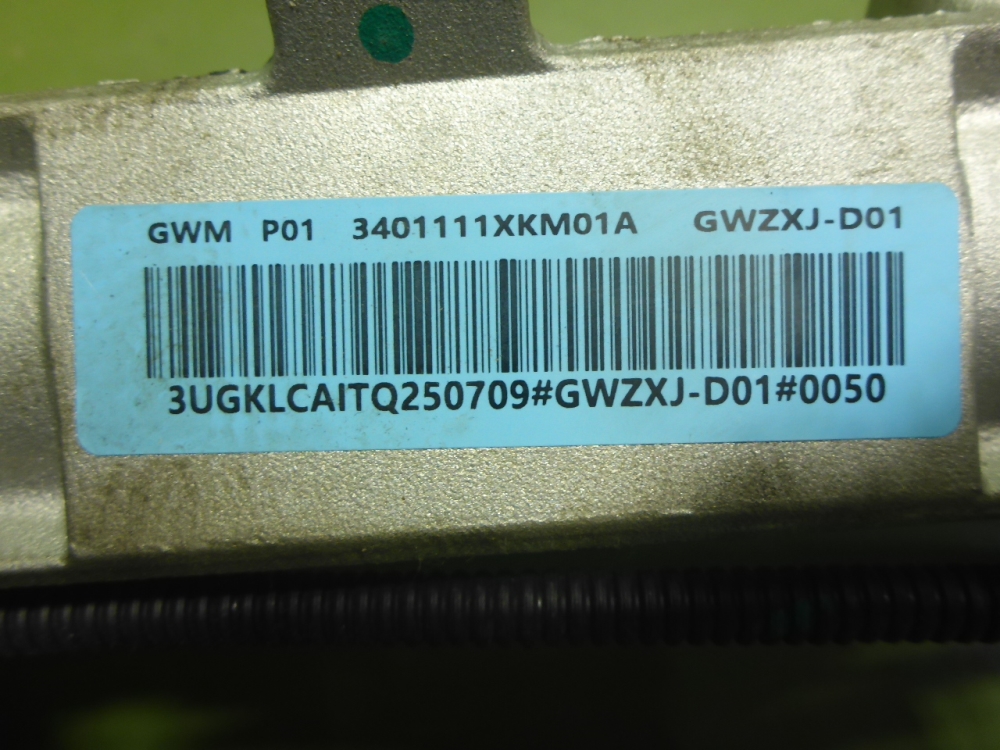 GWM P01 3401111XKM01A GWZXJ-D01
3UGKLCAITQ250709#GWZXJ-D01#0050